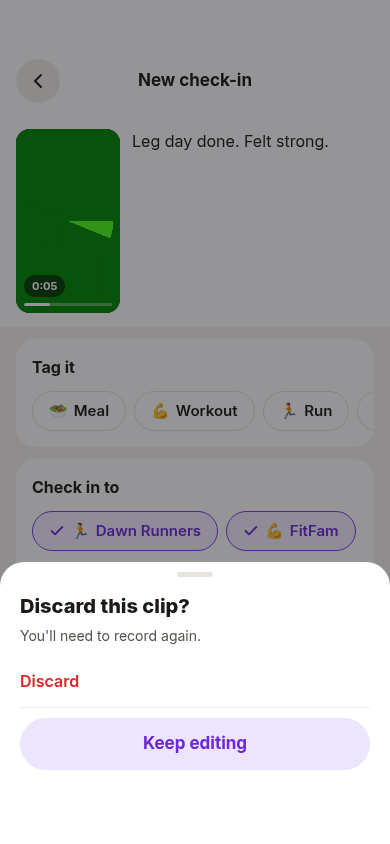 New check-in
Leg day done. Felt strong.
0:05
Tag it
🥗 Meal
💪 Workout
🏃 Run
Check in to
🏃 Dawn Runners
💪 FitFam
Discard this clip?
You'll need to record again.
Discard
Keep editing